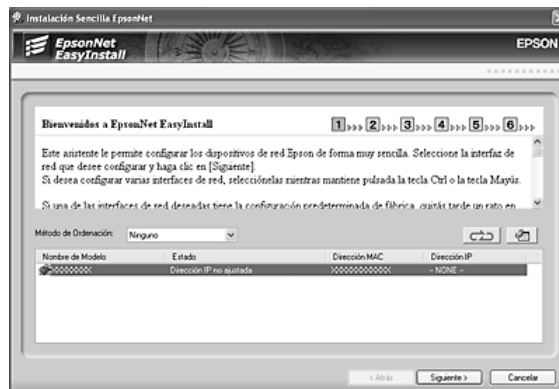 Instalación Sencilla EpsonNet
EpsonNet
EasyInstall
EPSON
Bienvenidos a EpsonNet EasyInstall
1 >>> 2 >>> 3 >>> 4 >>> 5 >>> 6 >>>
Este asistente le permite configurar los dispositivos de red Epson de forma muy sencilla. Seleccione la interfaz de
red que desee configurar y haga clic en [Siguiente].
Si desea configurar varias interfaces de red, selecciónelas mientras mantiene pulsada la tecla Ctrl o la tecla Mayús.
Si una de las interfaces de red deseadas tiene la configuración predeterminada de fábrica, quizás tarde un rato en
Método de Ordenación: Ninguno
Nombre de Modelo Estado Dirección MAC Dirección IP
XXXXXXXX Dirección IP no ajustada XXXXXXXXXXXX - NONE -
< Atrás Siguiente > Cancelar